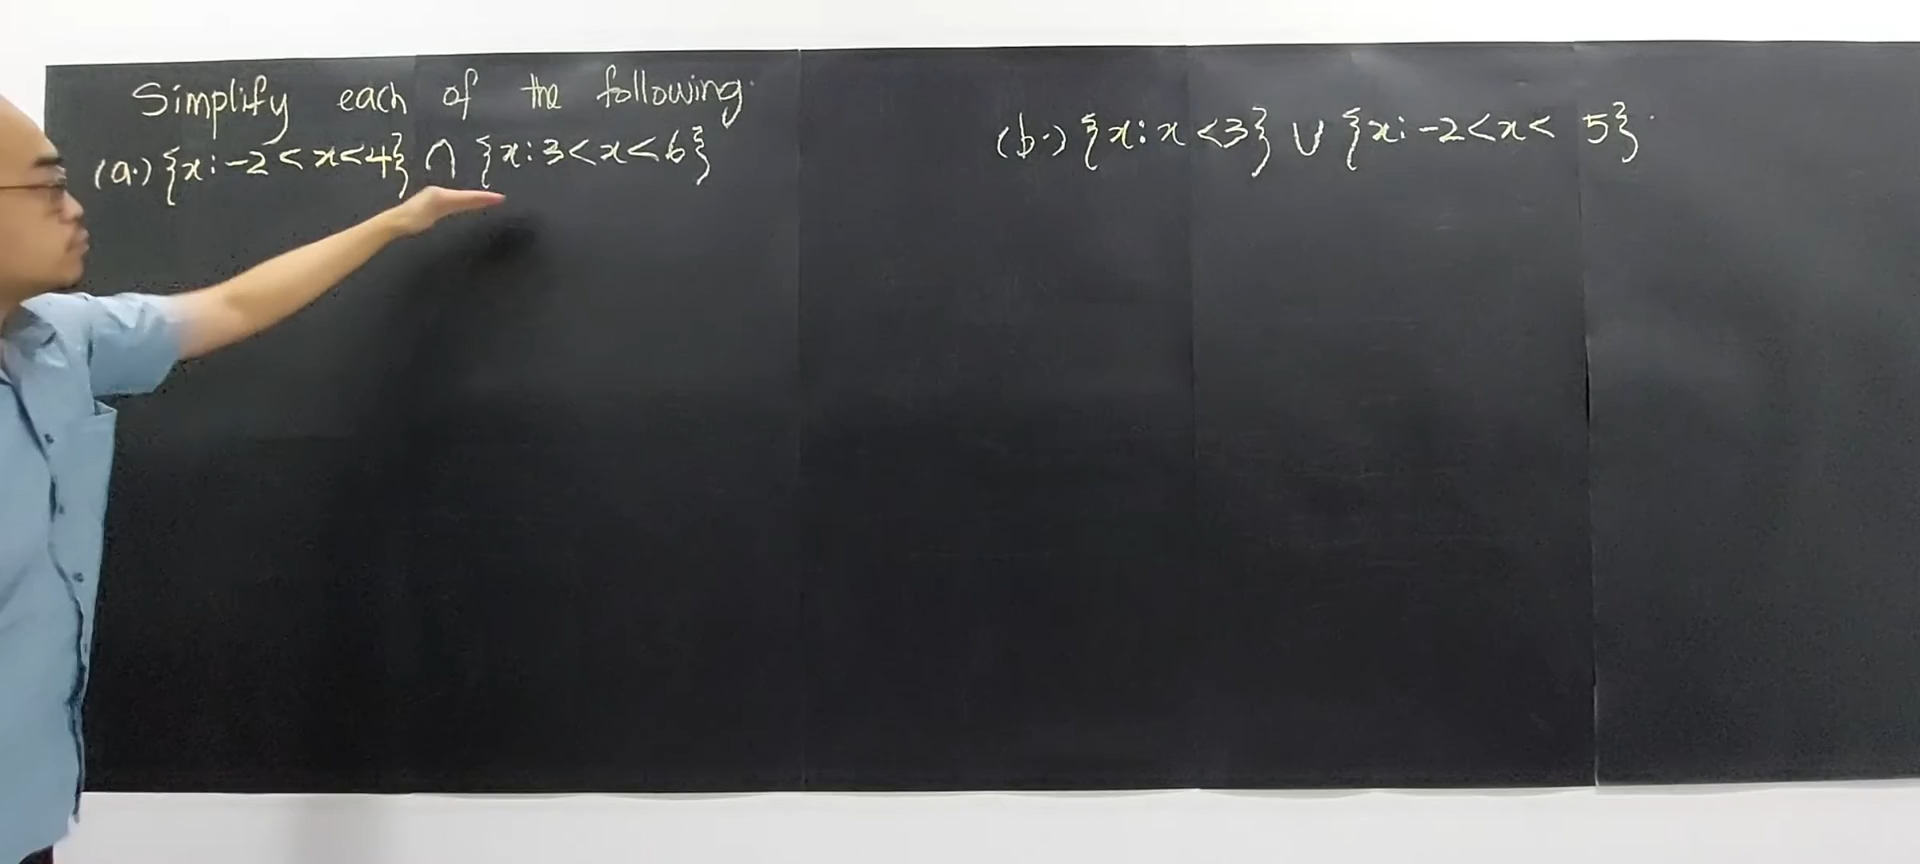 Simplify each of the following.
(a.) {x: -2 < x < 4} ∩ {x: 3 < x < 6}
(b.) {x: x < 3} ∪ {x: -2 < x < 5}.